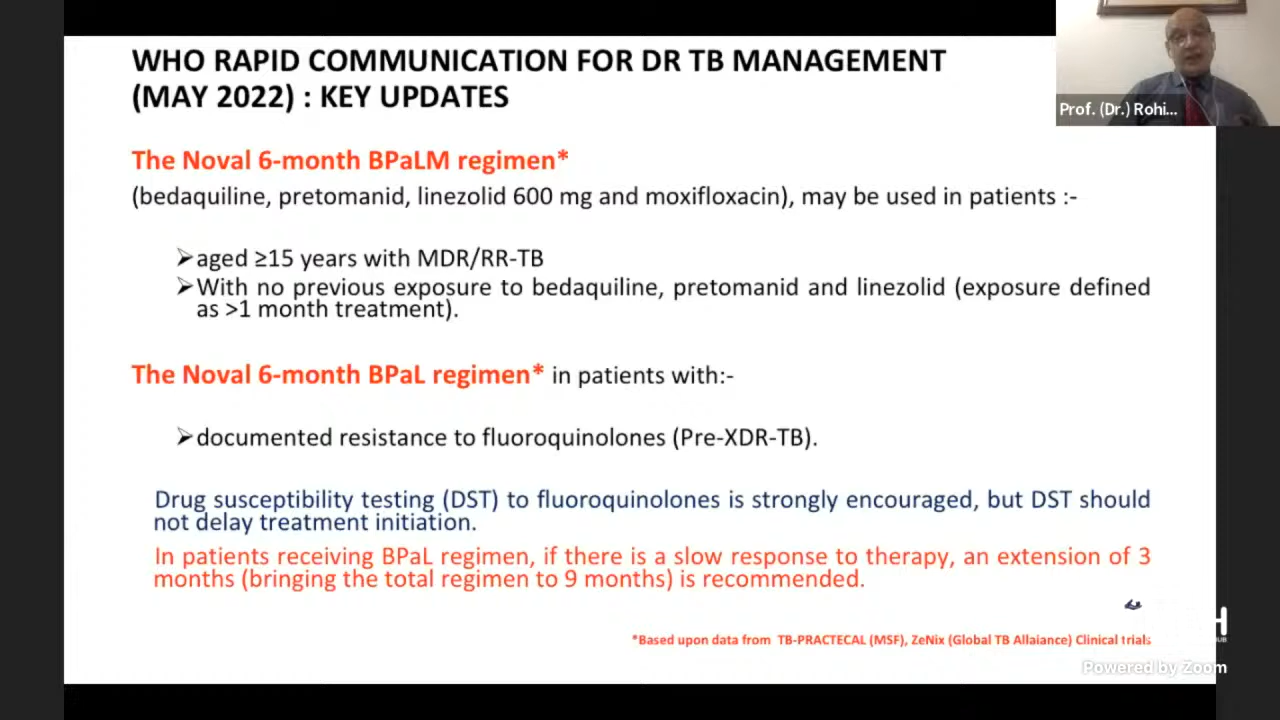 WHO RAPID COMMUNICATION FOR DR TB MANAGEMENT
(MAY 2022) : KEY UPDATES
Prof. (Dr.) Rohi...
The Noval 6-month BPaLM regimen*
(bedaquiline, pretomanid, linezolid 600 mg and moxifloxacin), may be used in patients :-
➢aged ≥15 years with MDR/RR-TB
➢With no previous exposure to bedaquiline, pretomanid and linezolid (exposure defined
as >1 month treatment).
The Noval 6-month BPaL regimen* in patients with:-
➢documented resistance to fluoroquinolones (Pre-XDR-TB).
Drug susceptibility testing (DST) to fluoroquinolones is strongly encouraged, but DST should
not delay treatment initiation.
In patients receiving BPaL regimen, if there is a slow response to therapy, an extension of 3
months (bringing the total regimen to 9 months) is recommended.
*Based upon data from TB-PRACTECAL (MSF), ZeNix (Global TB Allaiance) Clinical trials
Powered by Zoom